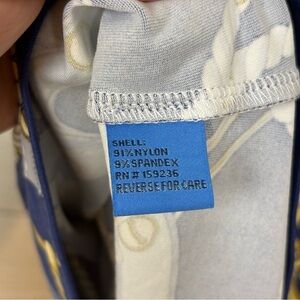 SHELL:
91% NYLON
9% SPANDEX
RN # 159236
REVERSE FOR CARE